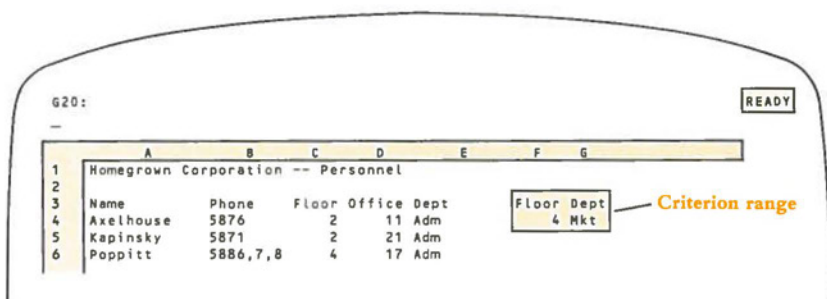 G20:
READY
A B C D E F G
1 Homegrown Corporation -- Personnel
2
3 Name Phone Floor Office Dept Floor Dept Criterion range
4 Axelhouse 5876 2 11 Adm 4 Mkt
5 Kapinsky 5871 2 21 Adm
6 Poppitt 5886,7,8 4 17 Adm